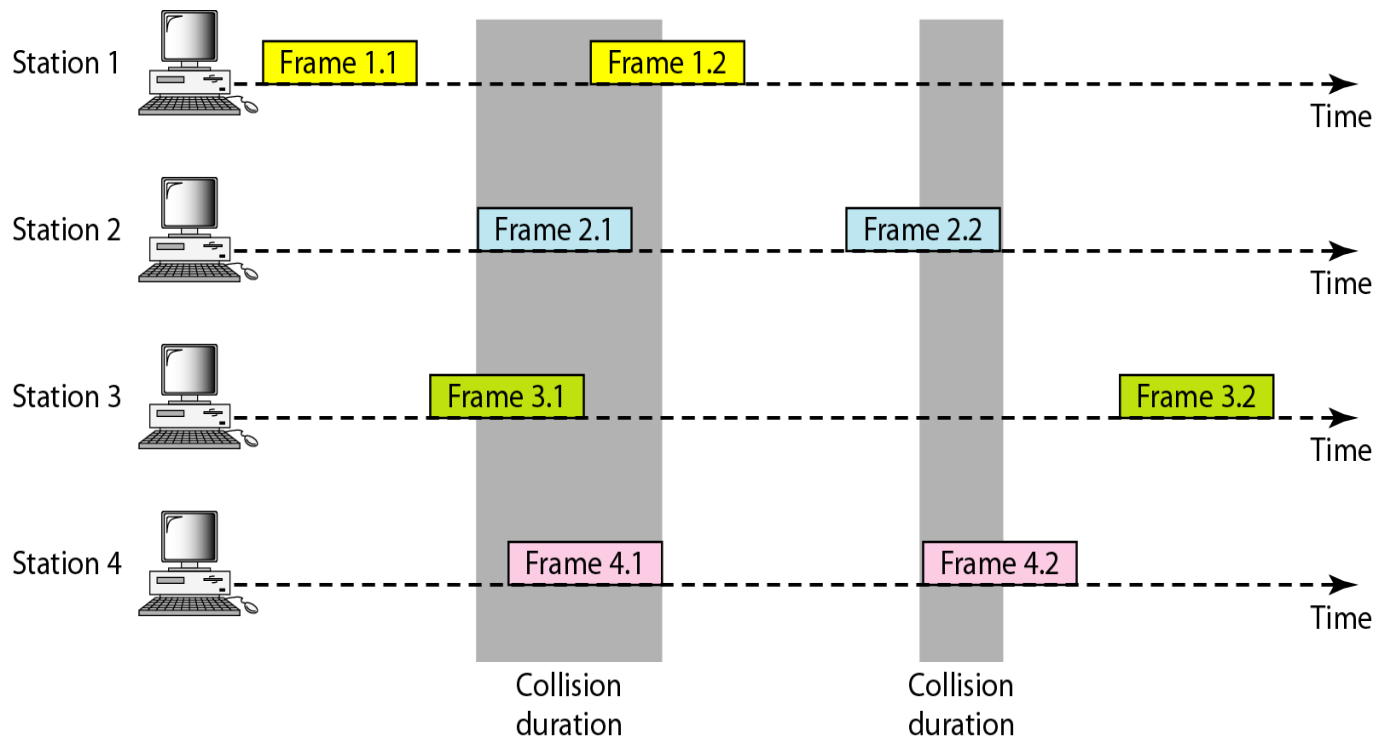 Station 1
Frame 1.1
Frame 1.2
Time
Station 2
Frame 2.1
Frame 2.2
Time
Station 3
Frame 3.1
Frame 3.2
Time
Station 4
Frame 4.1
Frame 4.2
Time
Collision
duration
Collision
duration